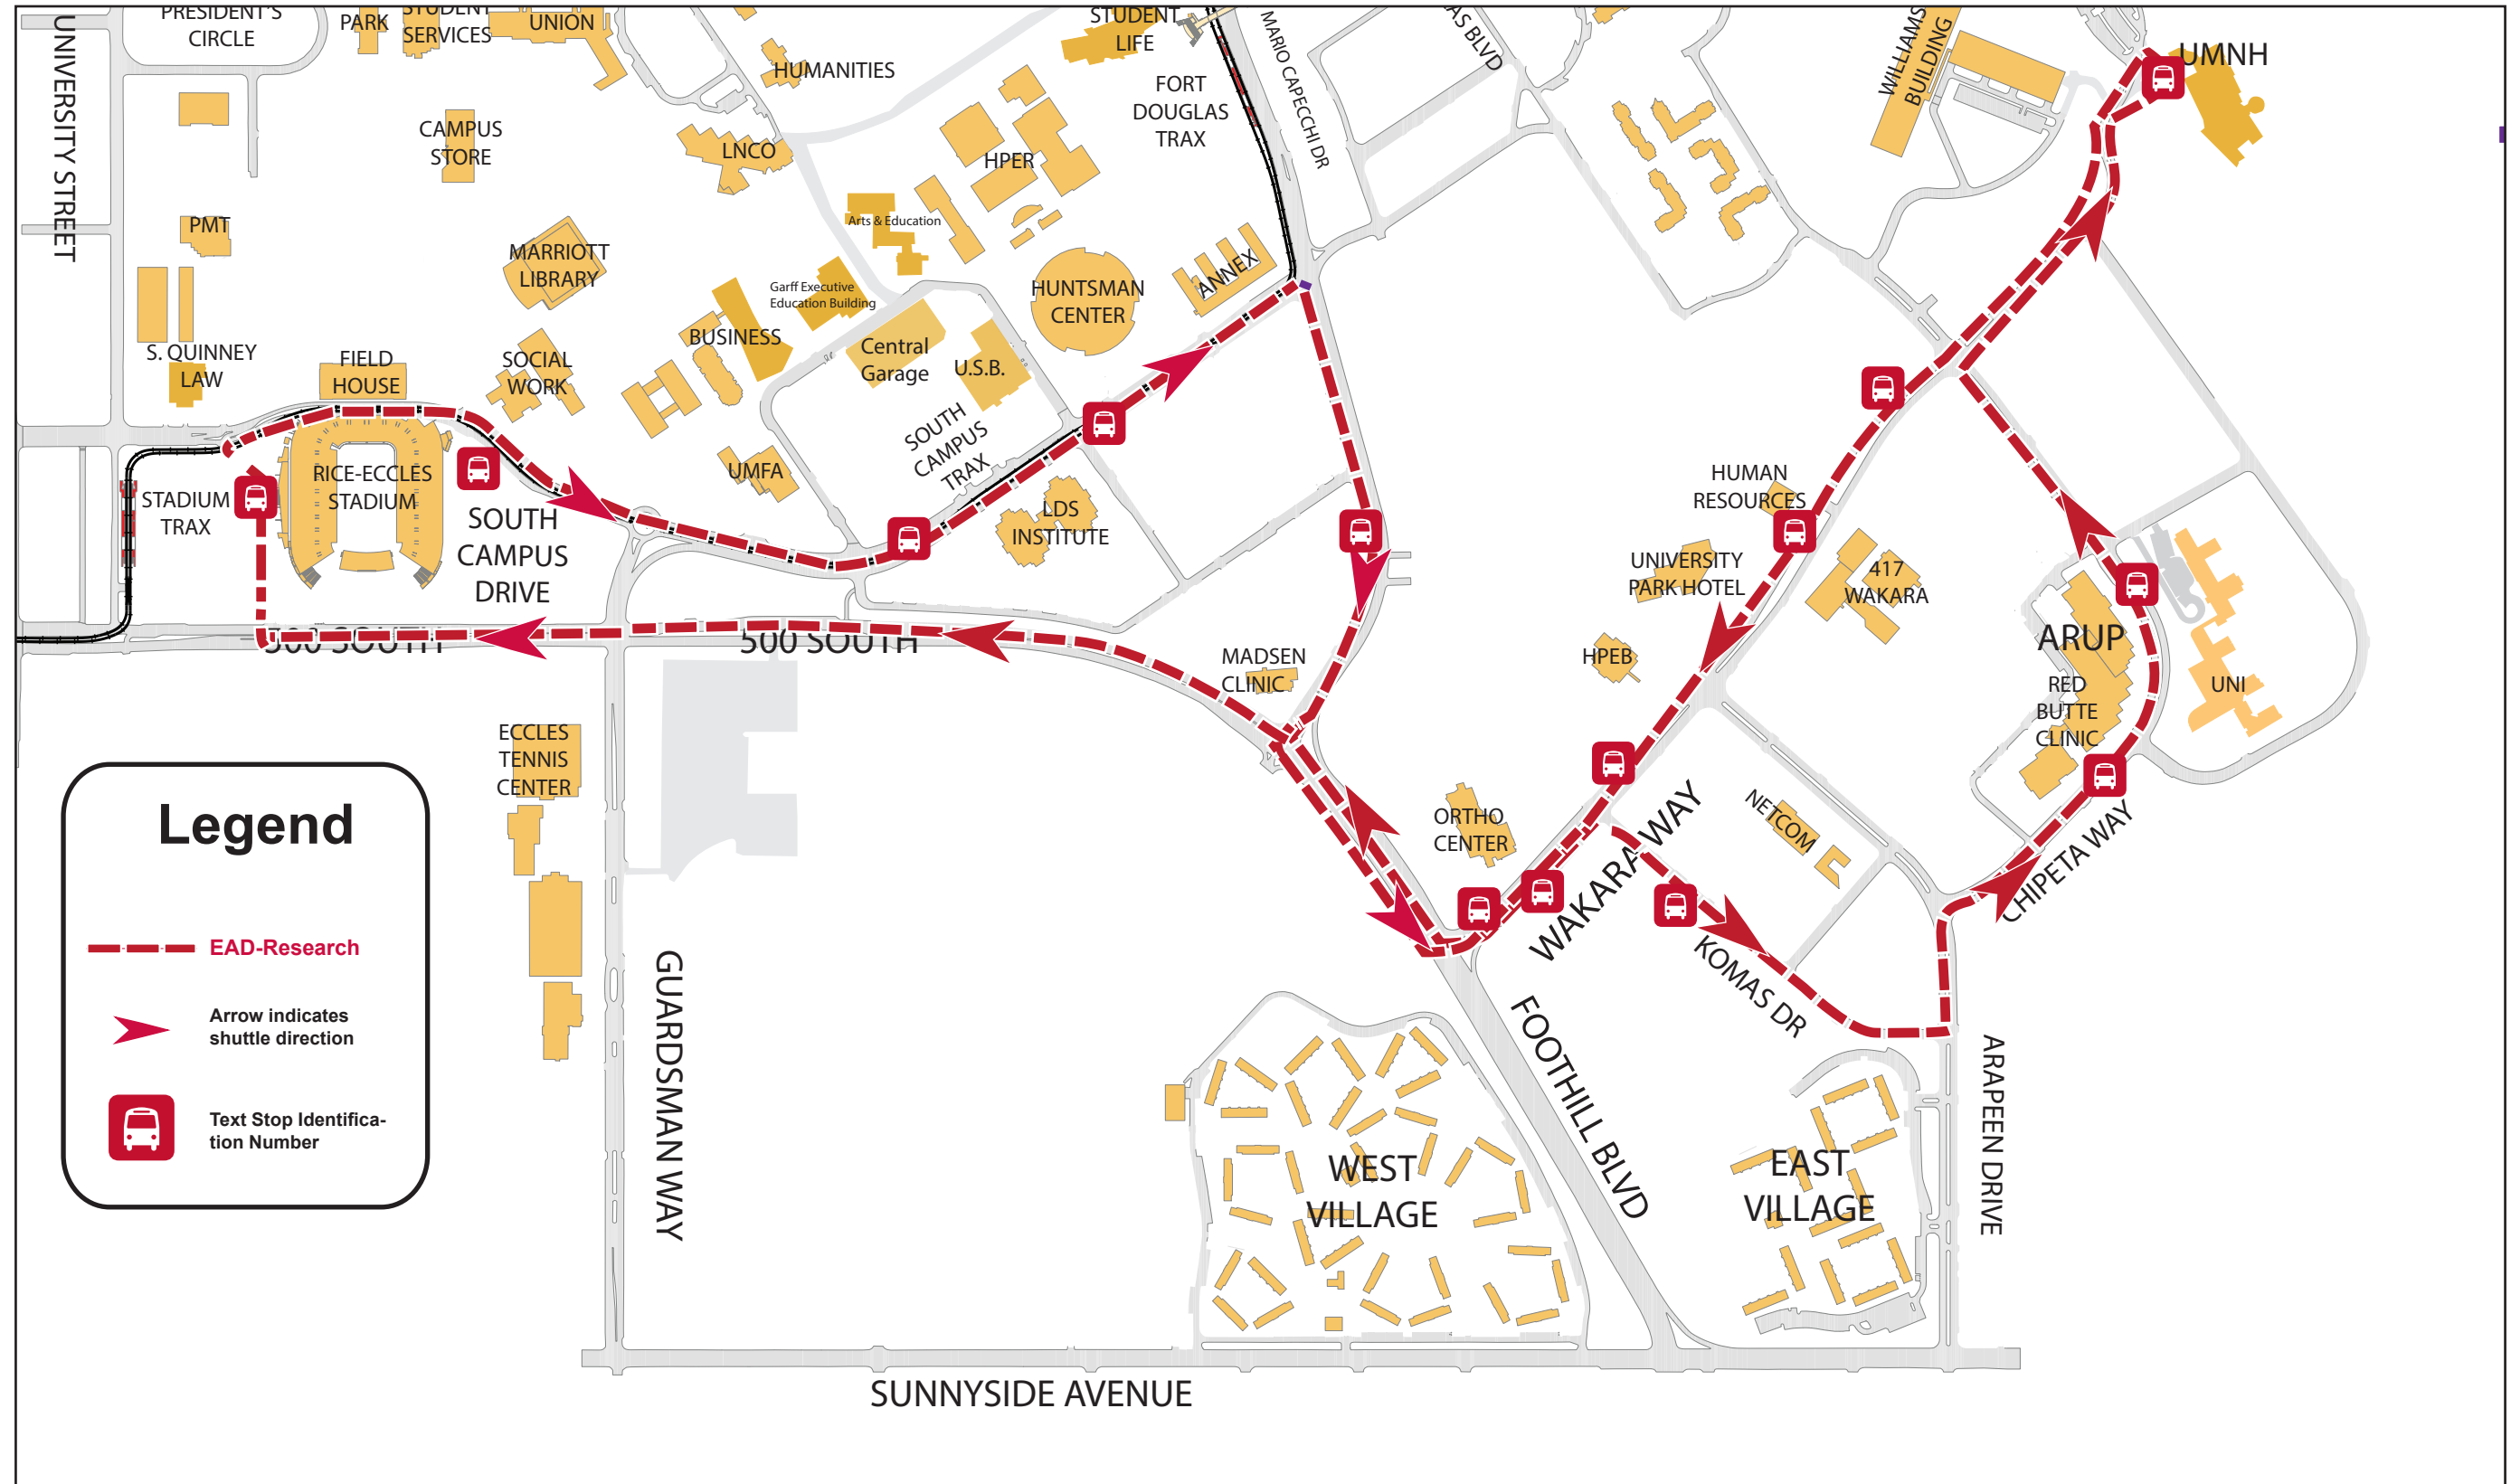 PRESIDENT'S
CIRCLE
PARK
STUDENT
SERVICES
UNION
STUDENT
LIFE
HUMANITIES
FORT
DOUGLAS
TRAX
MARIO CAPECCHI DR
AS BLVD
WILLIAMS
BUILDING
UMNH
UNIVERSITY STREET
CAMPUS
STORE
LNCO
HPER
PMT
Arts & Education
MARRIOTT
LIBRARY
Garff Executive
Education Building
HUNTSMAN
CENTER
ANNEX
S. QUINNEY
LAW
FIELD
HOUSE
SOCIAL
WORK
BUSINESS
Central
Garage
U.S.B.
SOUTH
CAMPUS
TRAX
UMFA
STADIUM
TRAX
RICE-ECCLES
STADIUM
SOUTH
CAMPUS
DRIVE
LDS
INSTITUTE
HUMAN
RESOURCES
UNIVERSITY
PARK HOTEL
417
WAKARA
500 SOUTH
500 SOUTH
MADSEN
CLINIC
HPEB
ARUP
RED
BUTTE
CLINIC
UNI
ECCLES
TENNIS
CENTER
ORTHO
CENTER
NETCOM
WAKARA WAY
CHIPETA WAY
KOMAS DR
GUARDSMAN WAY
FOOTHILL BLVD
ARAPEEN DRIVE
WEST
VILLAGE
EAST
VILLAGE
SUNNYSIDE AVENUE
Legend
EAD-Research
Arrow indicates
shuttle direction
Text Stop Identifica-
tion Number